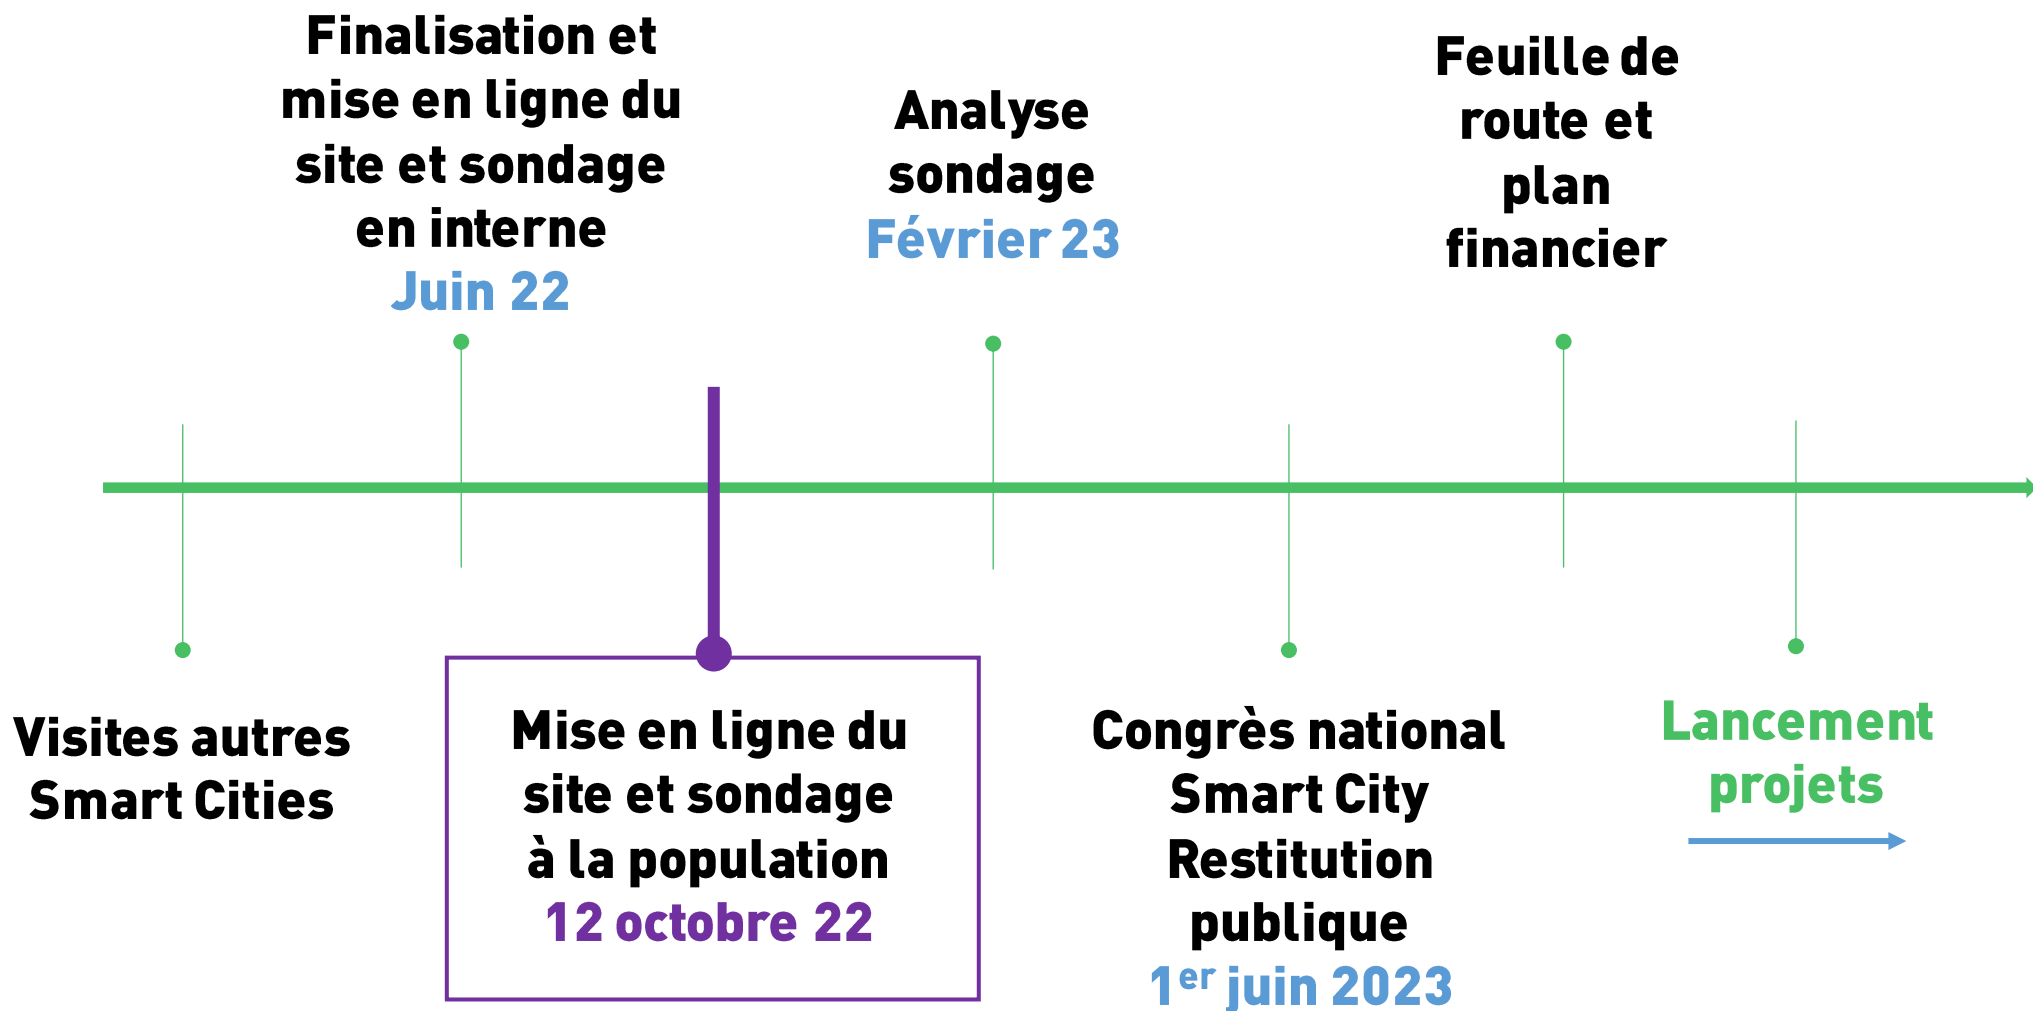 Finalisation et
mise en ligne du
site et sondage
en interne
Juin 22
Analyse
sondage
Février 23
Feuille de
route et
plan
financier
Visites autres
Smart Cities
Mise en ligne du
site et sondage
à la population
12 octobre 22
Congrès national
Smart City
Restitution
publique
1er juin 2023
Lancement
projets